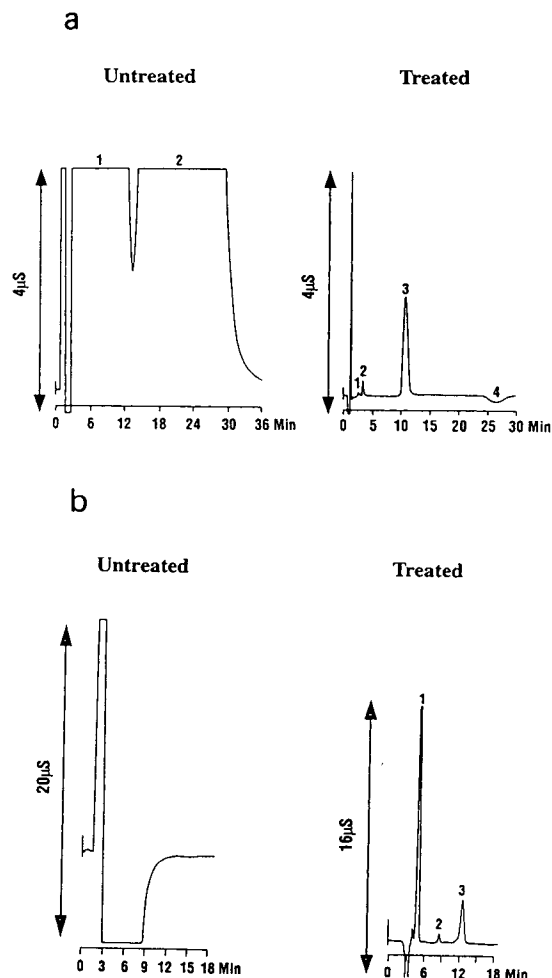 a
Untreated
Treated
1 2
4µS
0 6 12 18 24 30 36 Min
3
1 2
4
4µS
0 5 10 15 20 25 30 Min
b
Untreated
Treated
20µS
0 3 6 9 12 15 18 Min
1
2
3
16µS
0 6 12 18 Min